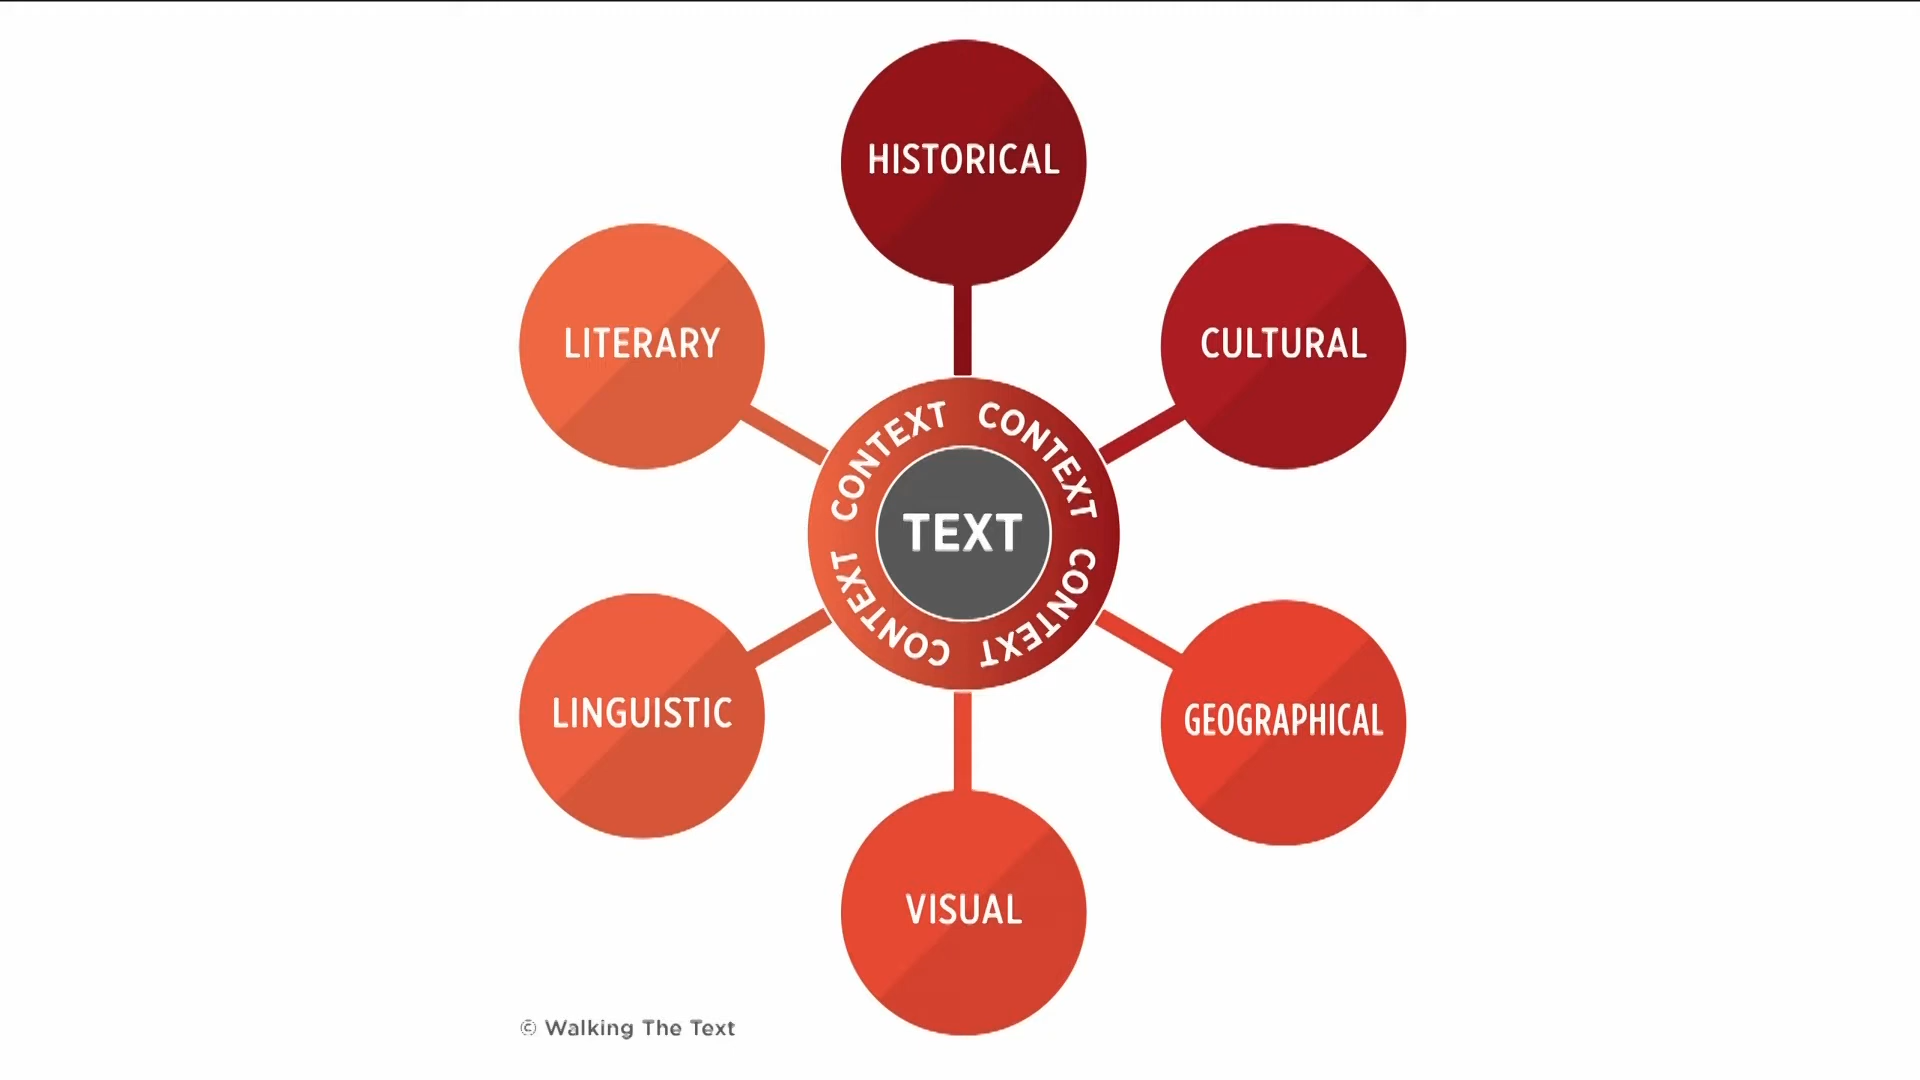 HISTORICAL
LITERARY
CULTURAL
CONTEXT CONTEXT
TEXT
CONTEXT CONTEXT
LINGUISTIC
GEOGRAPHICAL
VISUAL
© Walking The Text